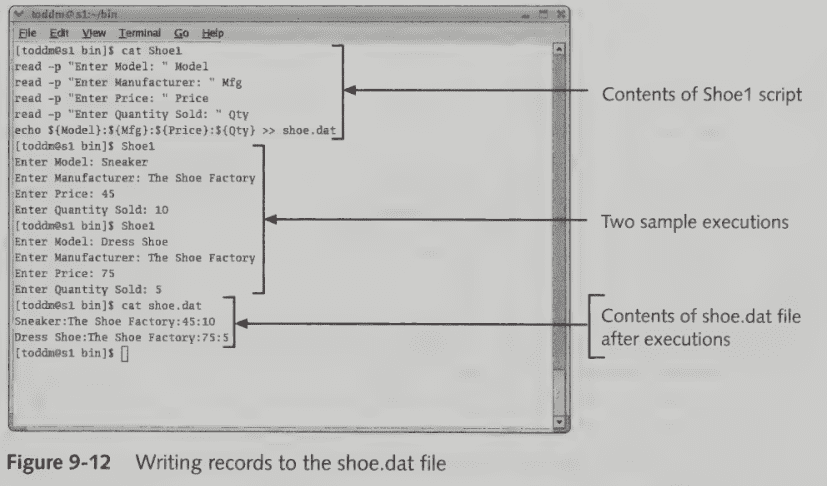 toddm@s1:~/bin
File Edit View Terminal Go Help
[toddm@s1 bin]$ cat Shoe1
read -p "Enter Model: " Model
read -p "Enter Manufacturer: " Mfg
read -p "Enter Price: " Price
read -p "Enter Quantity Sold: " Qty
echo ${Model}:${Mfg}:${Price}:${Qty} >> shoe.dat
[toddm@s1 bin]$ Shoe1
Enter Model: Sneaker
Enter Manufacturer: The Shoe Factory
Enter Price: 45
Enter Quantity Sold: 10
[toddm@s1 bin]$ Shoe1
Enter Model: Dress Shoe
Enter Manufacturer: The Shoe Factory
Enter Price: 75
Enter Quantity Sold: 5
[toddm@s1 bin]$ cat shoe.dat
Sneaker:The Shoe Factory:45:10
Dress Shoe:The Shoe Factory:75:5
[toddm@s1 bin]$
Contents of Shoe1 script
Two sample executions
Contents of shoe.dat file
after executions
Figure 9-12 Writing records to the shoe.dat file